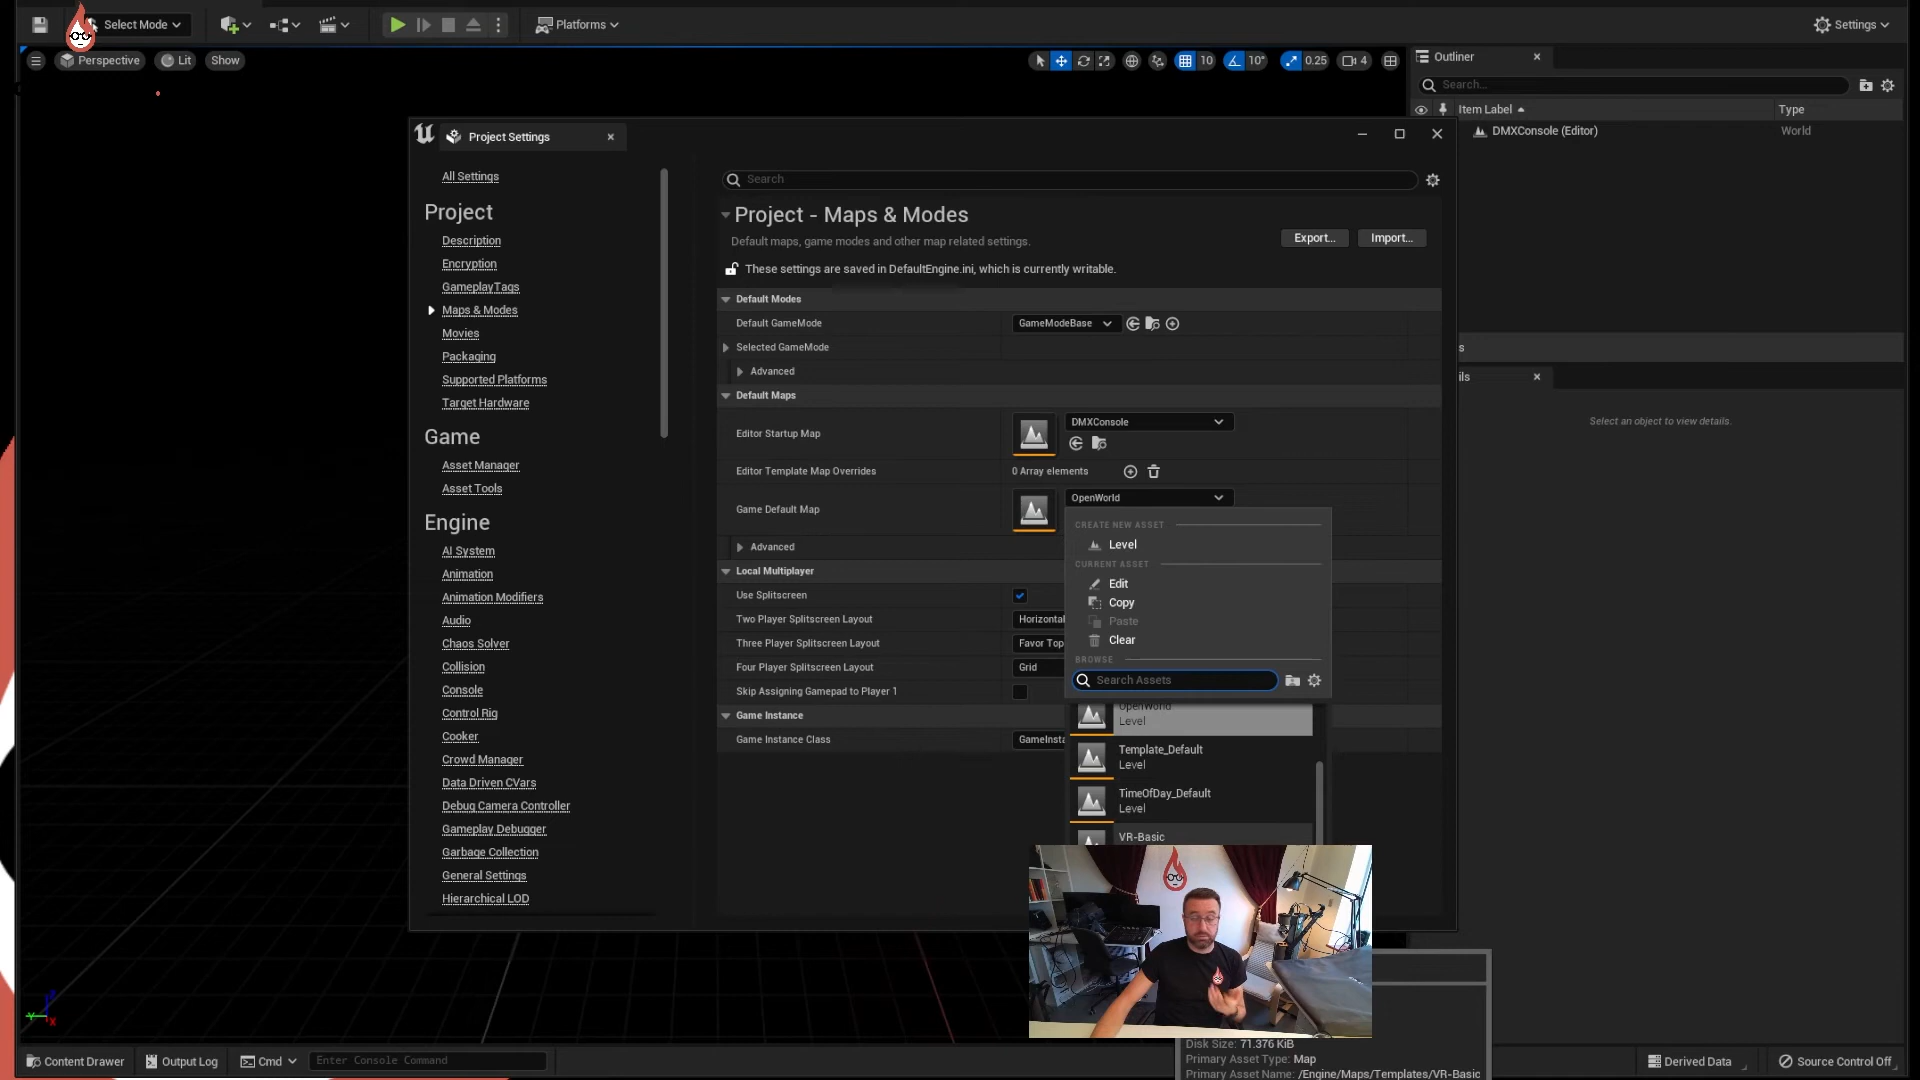 Select Mode
Platforms
Settings
Perspective
Lit
Show
10
10°
0.25
4
Outliner
Search...
Item Label
Type
DMXConsole (Editor)
World
Project Settings
All Settings
Project
Description
Encryption
GameplayTags
Maps & Modes
Movies
Packaging
Supported Platforms
Target Hardware
Game
Asset Manager
Asset Tools
Engine
AI System
Animation
Animation Modifiers
Audio
Chaos Solver
Collision
Console
Control Rig
Cooker
Crowd Manager
Data Driven CVars
Debug Camera Controller
Gameplay Debugger
Garbage Collection
General Settings
Hierarchical LOD
Search
Project - Maps & Modes
Default maps, game modes and other map related settings.
Export...
Import...
These settings are saved in DefaultEngine.ini, which is currently writable.
Default Modes
Default GameMode
GameModeBase
Selected GameMode
Advanced
Default Maps
Editor Startup Map
DMXConsole
Editor Template Map Overrides
0 Array elements
Game Default Map
OpenWorld
Advanced
Local Multiplayer
Use Splitscreen
Two Player Splitscreen Layout
Horizontal
Three Player Splitscreen Layout
Favor Top
Four Player Splitscreen Layout
Grid
Skip Assigning Gamepad to Player 1
Game Instance
Game Instance Class
GameInsta
CREATE NEW ASSET
Level
CURRENT ASSET
Edit
Copy
Paste
Clear
BROWSE
Search Assets
OpenWorld
Level
Template_Default
Level
TimeOfDay_Default
Level
VR-Basic
s
ils
Select an object to view details.
Disk Size: 71.376 KiB
Primary Asset Type: Map
Primary Asset Name: /Engine/Maps/Templates/VR-Basic
Content Drawer
Output Log
Cmd
Enter Console Command
Derived Data
Source Control Off